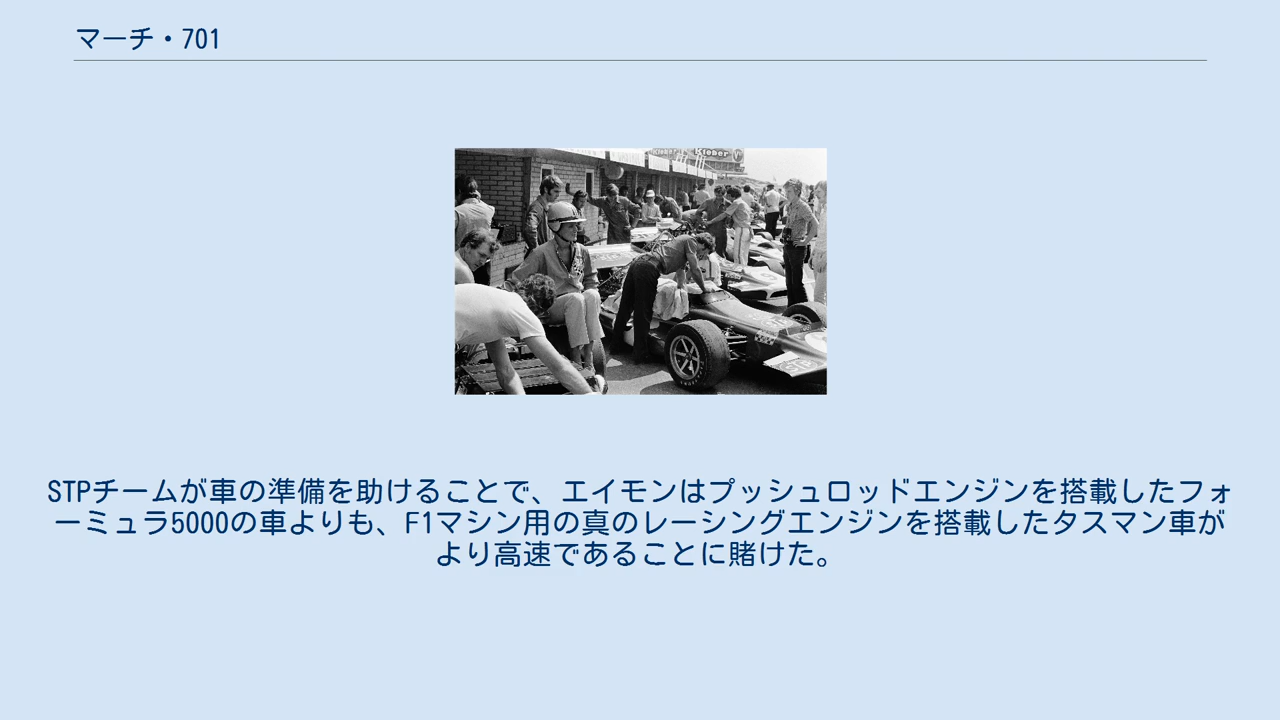 マーチ・701
Kleber
STP
STPチームが車の準備を助けることで、エイモンはプッシュロッドエンジンを搭載したフォ
ーミュラ5000の車よりも、F1マシン用の真のレーシングエンジンを搭載したタスマン車が
より高速であることに賭けた。